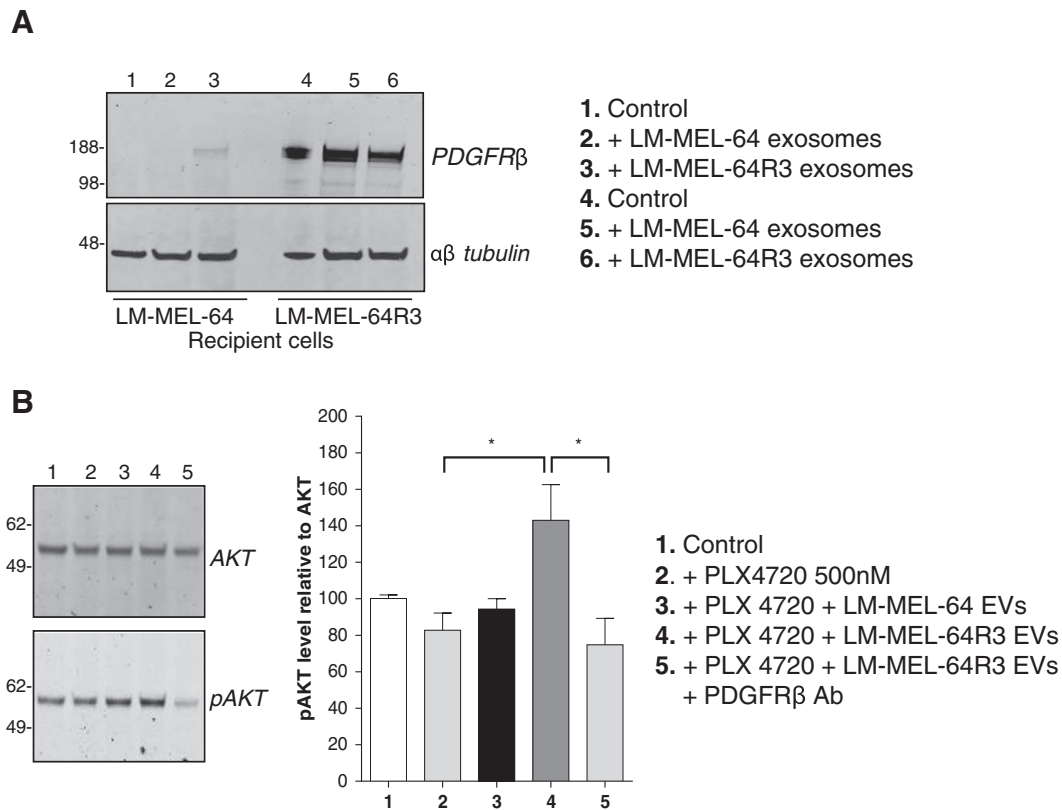 A
1 2 3 4 5 6
188-
98-
PDGFRβ
48-
αβ tubulin
LM-MEL-64 LM-MEL-64R3
Recipient cells
1. Control
2. + LM-MEL-64 exosomes
3. + LM-MEL-64R3 exosomes
4. Control
5. + LM-MEL-64 exosomes
6. + LM-MEL-64R3 exosomes
B
1 2 3 4 5
62-
49-
AKT
62-
49-
pAKT
pAKT level relative to AKT
200
180
160
140
120
100
80
60
40
20
0
* *
1 2 3 4 5
1. Control
2. + PLX4720 500nM
3. + PLX 4720 + LM-MEL-64 EVs
4. + PLX 4720 + LM-MEL-64R3 EVs
5. + PLX 4720 + LM-MEL-64R3 EVs
+ PDGFRβ Ab